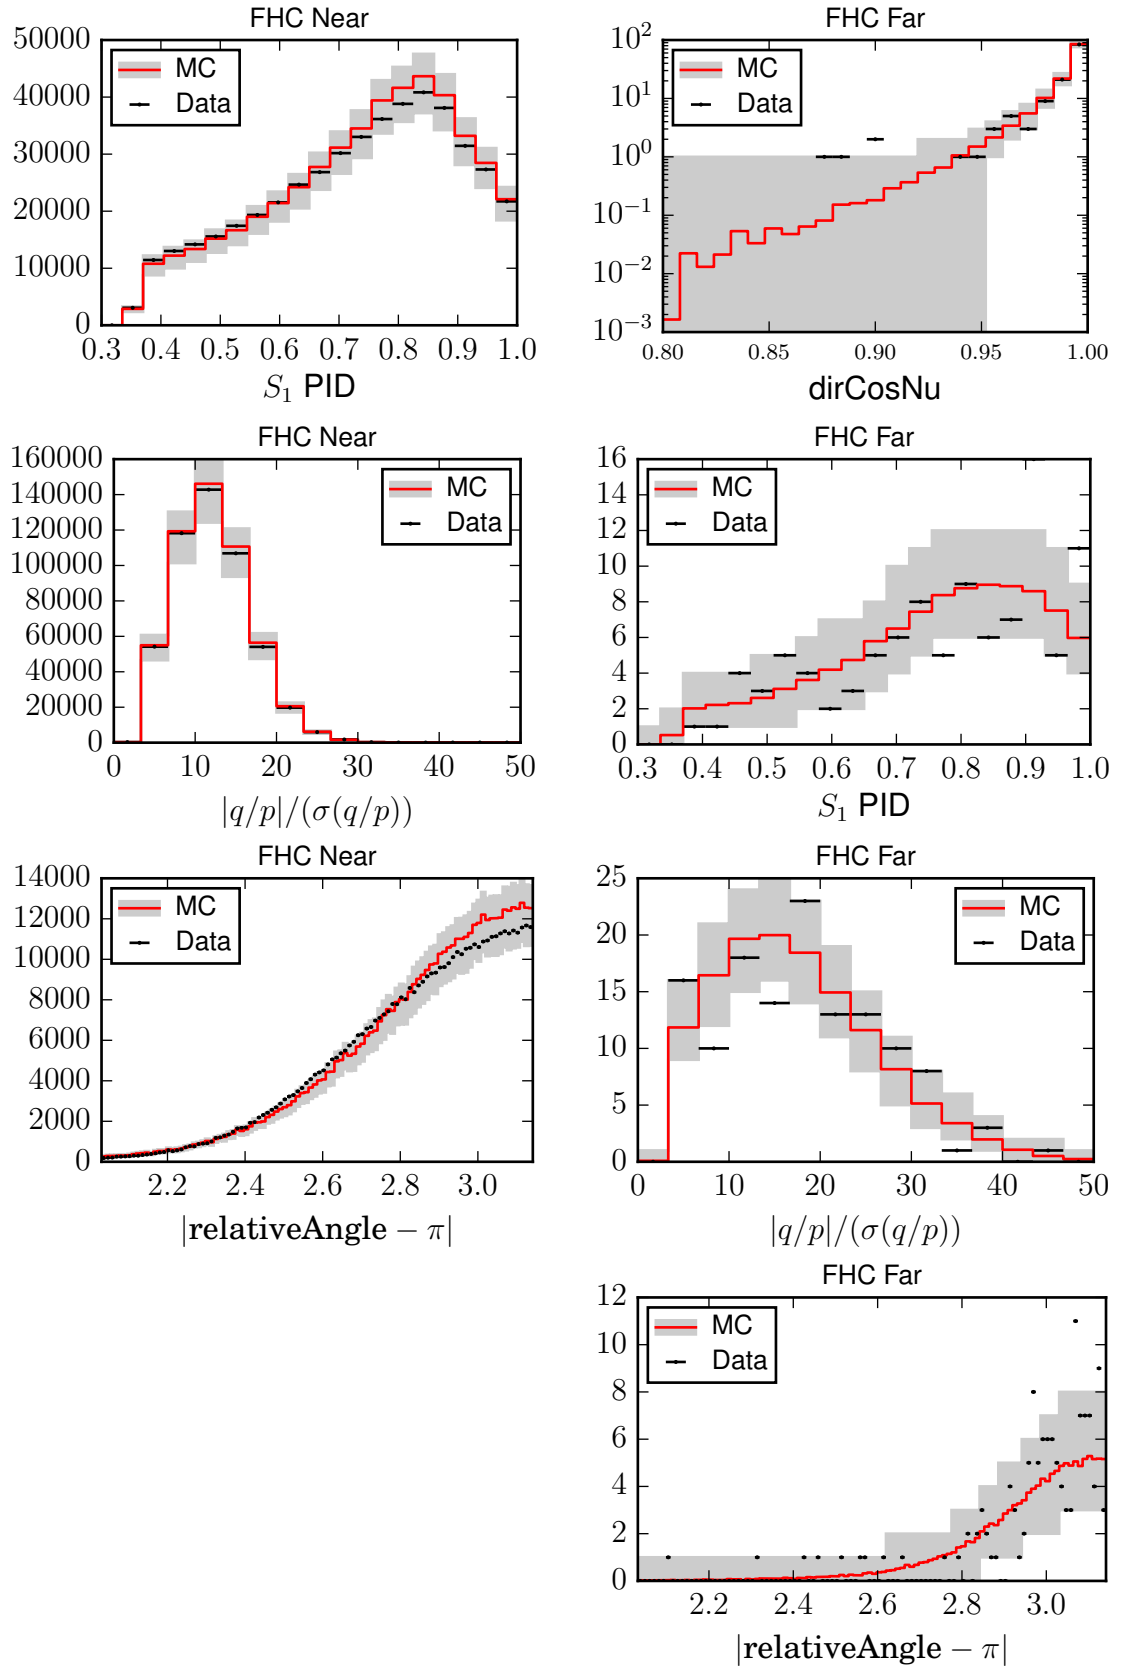 FHC Near
50000
40000
30000
20000
10000
0
MC
Data
0.3 0.4 0.5 0.6 0.7 0.8 0.9 1.0
S₁ PID
FHC Far
10²
10¹
10⁰
10⁻¹
10⁻²
10⁻³
MC
Data
0.80 0.85 0.90 0.95 1.00
dirCosNu
FHC Near
160000
140000
120000
100000
80000
60000
40000
20000
0
MC
Data
0 10 20 30 40 50
|q/p|/(σ(q/p))
FHC Far
16
14
12
10
8
6
4
2
0
MC
Data
0.3 0.4 0.5 0.6 0.7 0.8 0.9 1.0
S₁ PID
FHC Near
14000
12000
10000
8000
6000
4000
2000
0
MC
Data
2.2 2.4 2.6 2.8 3.0
|relativeAngle − π|
FHC Far
25
20
15
10
5
0
MC
Data
0 10 20 30 40 50
|q/p|/(σ(q/p))
FHC Far
12
10
8
6
4
2
0
MC
Data
2.2 2.4 2.6 2.8 3.0
|relativeAngle − π|